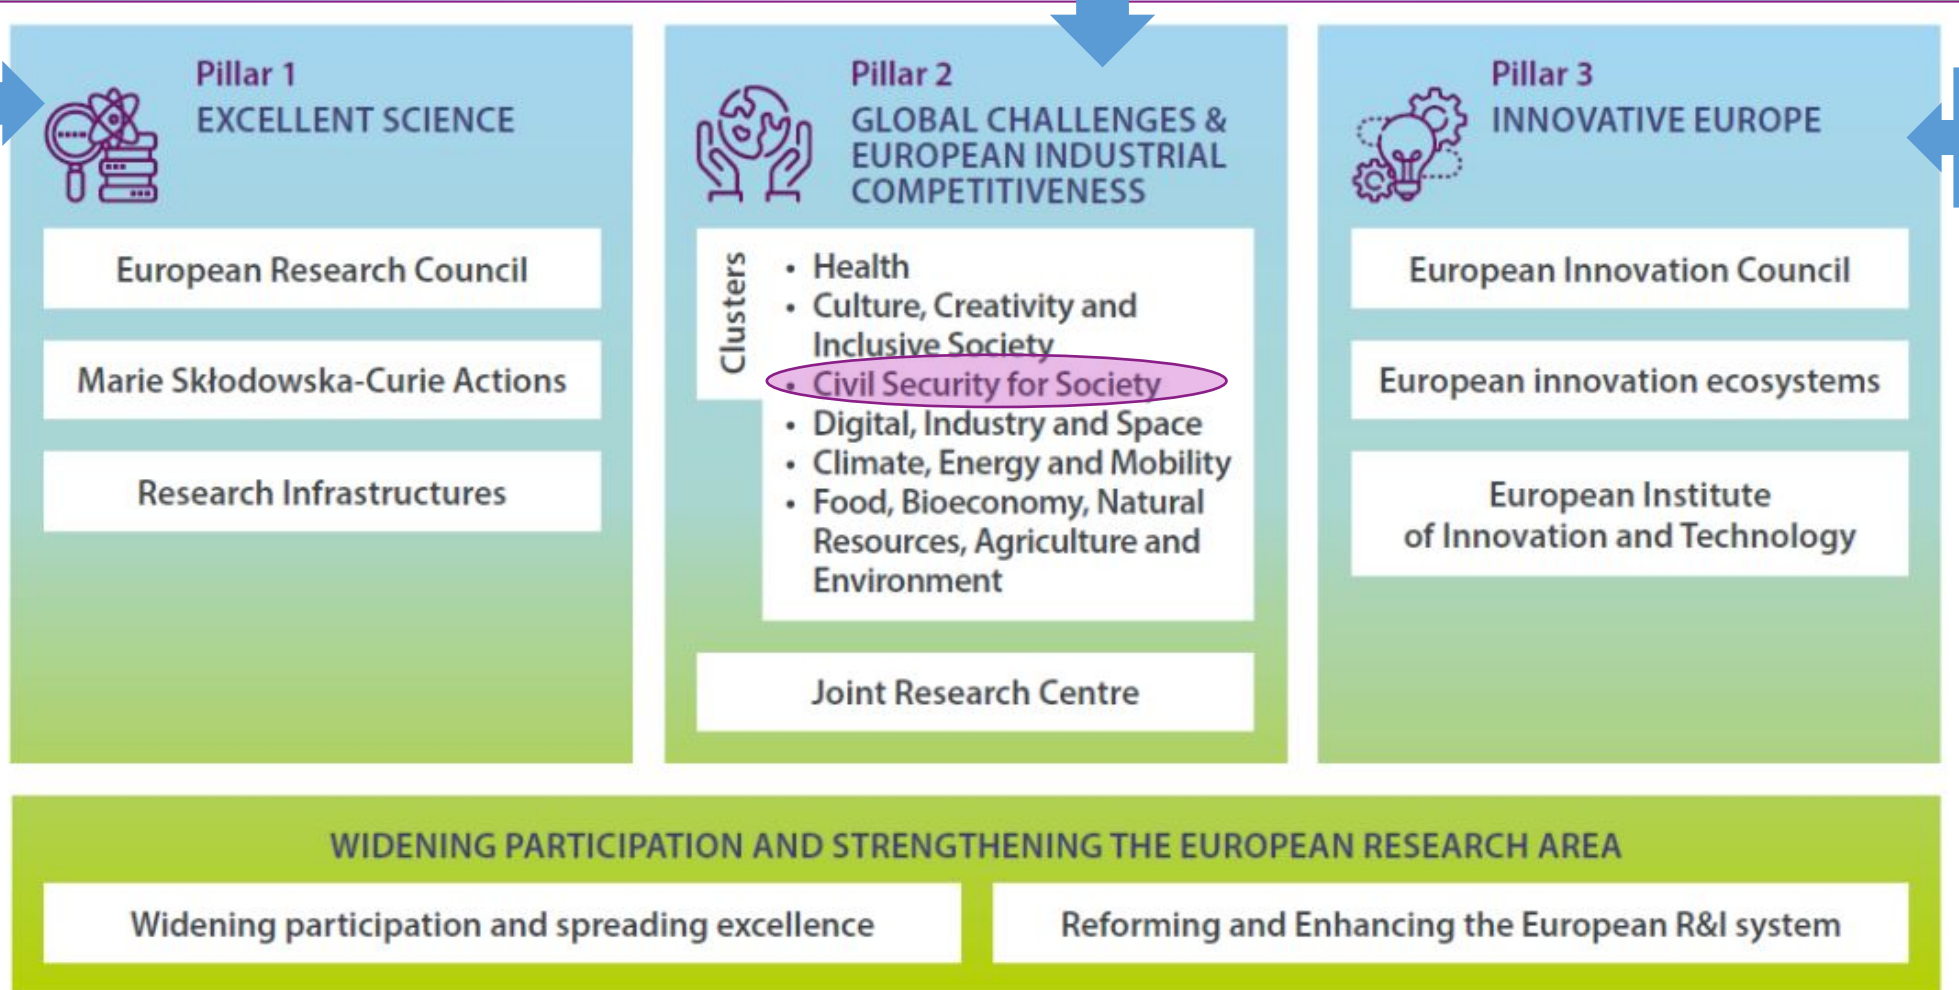 Pillar 1
EXCELLENT SCIENCE
European Research Council
Marie Skłodowska-Curie Actions
Research Infrastructures
Pillar 2
GLOBAL CHALLENGES &
EUROPEAN INDUSTRIAL
COMPETITIVENESS
Clusters
• Health
• Culture, Creativity and
Inclusive Society
• Civil Security for Society
• Digital, Industry and Space
• Climate, Energy and Mobility
• Food, Bioeconomy, Natural
Resources, Agriculture and
Environment
Joint Research Centre
Pillar 3
INNOVATIVE EUROPE
European Innovation Council
European innovation ecosystems
European Institute
of Innovation and Technology
WIDENING PARTICIPATION AND STRENGTHENING THE EUROPEAN RESEARCH AREA
Widening participation and spreading excellence
Reforming and Enhancing the European R&I system